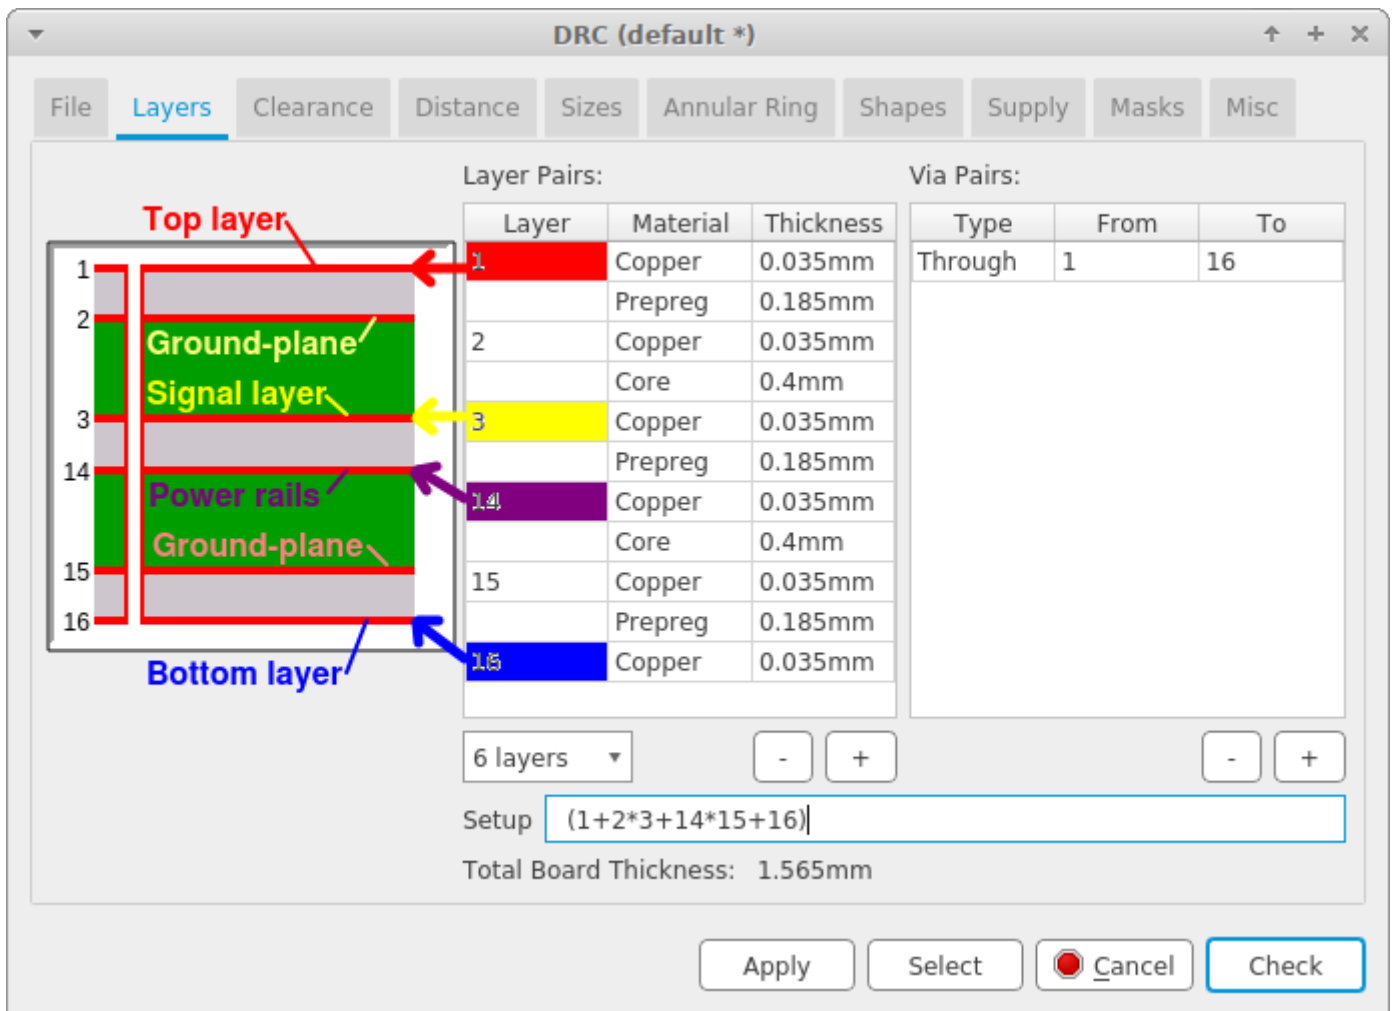 DRC (default *)
File Layers Clearance Distance Sizes Annular Ring Shapes Supply Masks Misc
Layer Pairs:
Via Pairs:
Top layer
1
2
Ground-plane
Signal layer
3
14
Power rails
Ground-plane
15
16
Bottom layer
Layer Material Thickness
1 Copper 0.035mm
Prepreg 0.185mm
2 Copper 0.035mm
Core 0.4mm
3 Copper 0.035mm
Prepreg 0.185mm
14 Copper 0.035mm
Core 0.4mm
15 Copper 0.035mm
Prepreg 0.185mm
16 Copper 0.035mm
Type From To
Through 1 16
6 layers - +
- +
Setup (1+2*3+14*15+16)
Total Board Thickness: 1.565mm
Apply Select Cancel Check